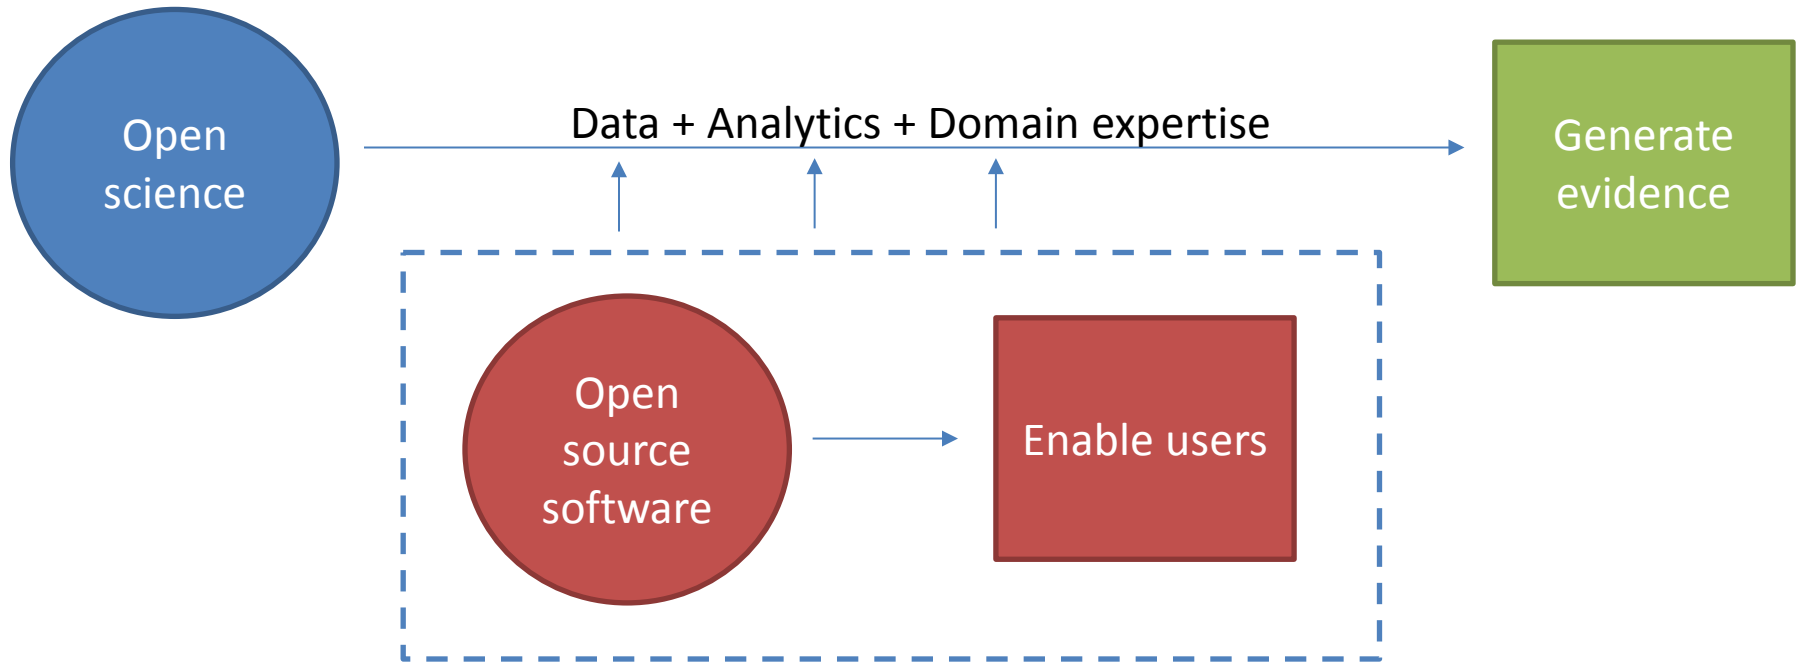 Open
science
Data + Analytics + Domain expertise
Generate
evidence
Open
source
software
Enable users